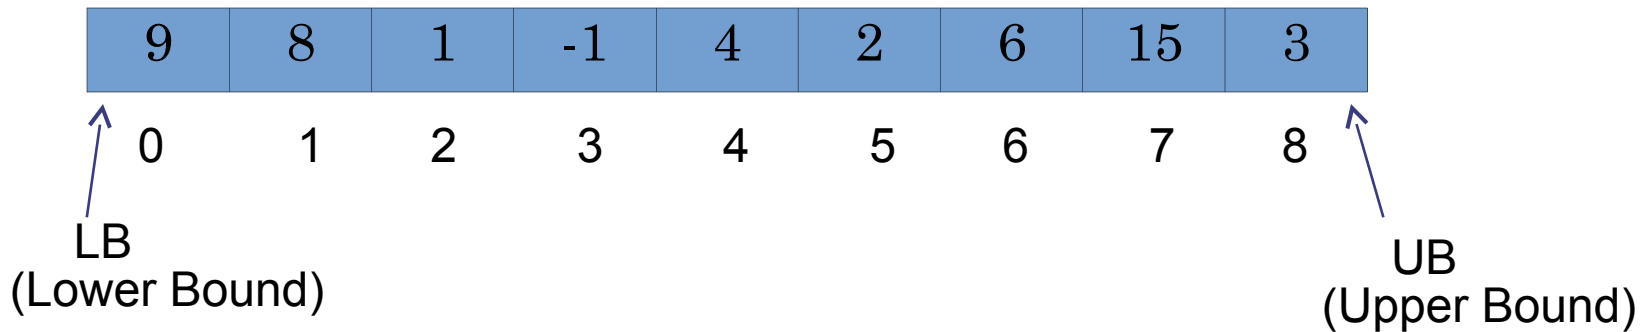 9 8 1 -1 4 2 6 15 3
0 1 2 3 4 5 6 7 8
LB
(Lower Bound)
UB
(Upper Bound)